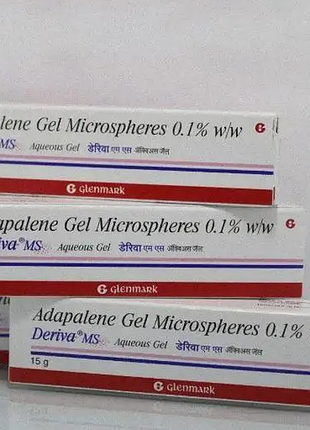 lene Gel Microspheres 0.1% w/w G
MS Aqueous Gel डेरिवा एम एस ॲक्विअस जॅल
G GLENMARK
apalene Gel Microspheres 0.1% w/w G
iva® MS Aqueous Gel डेरिवा एम एस ॲक्विअस जॅल
G GLENMARK
Adapalene Gel Microspheres 0.1%
Deriva® MS Aqueous Gel डेरिवा एम एस ॲक्विअस जॅल
15 g
G GLENMARK